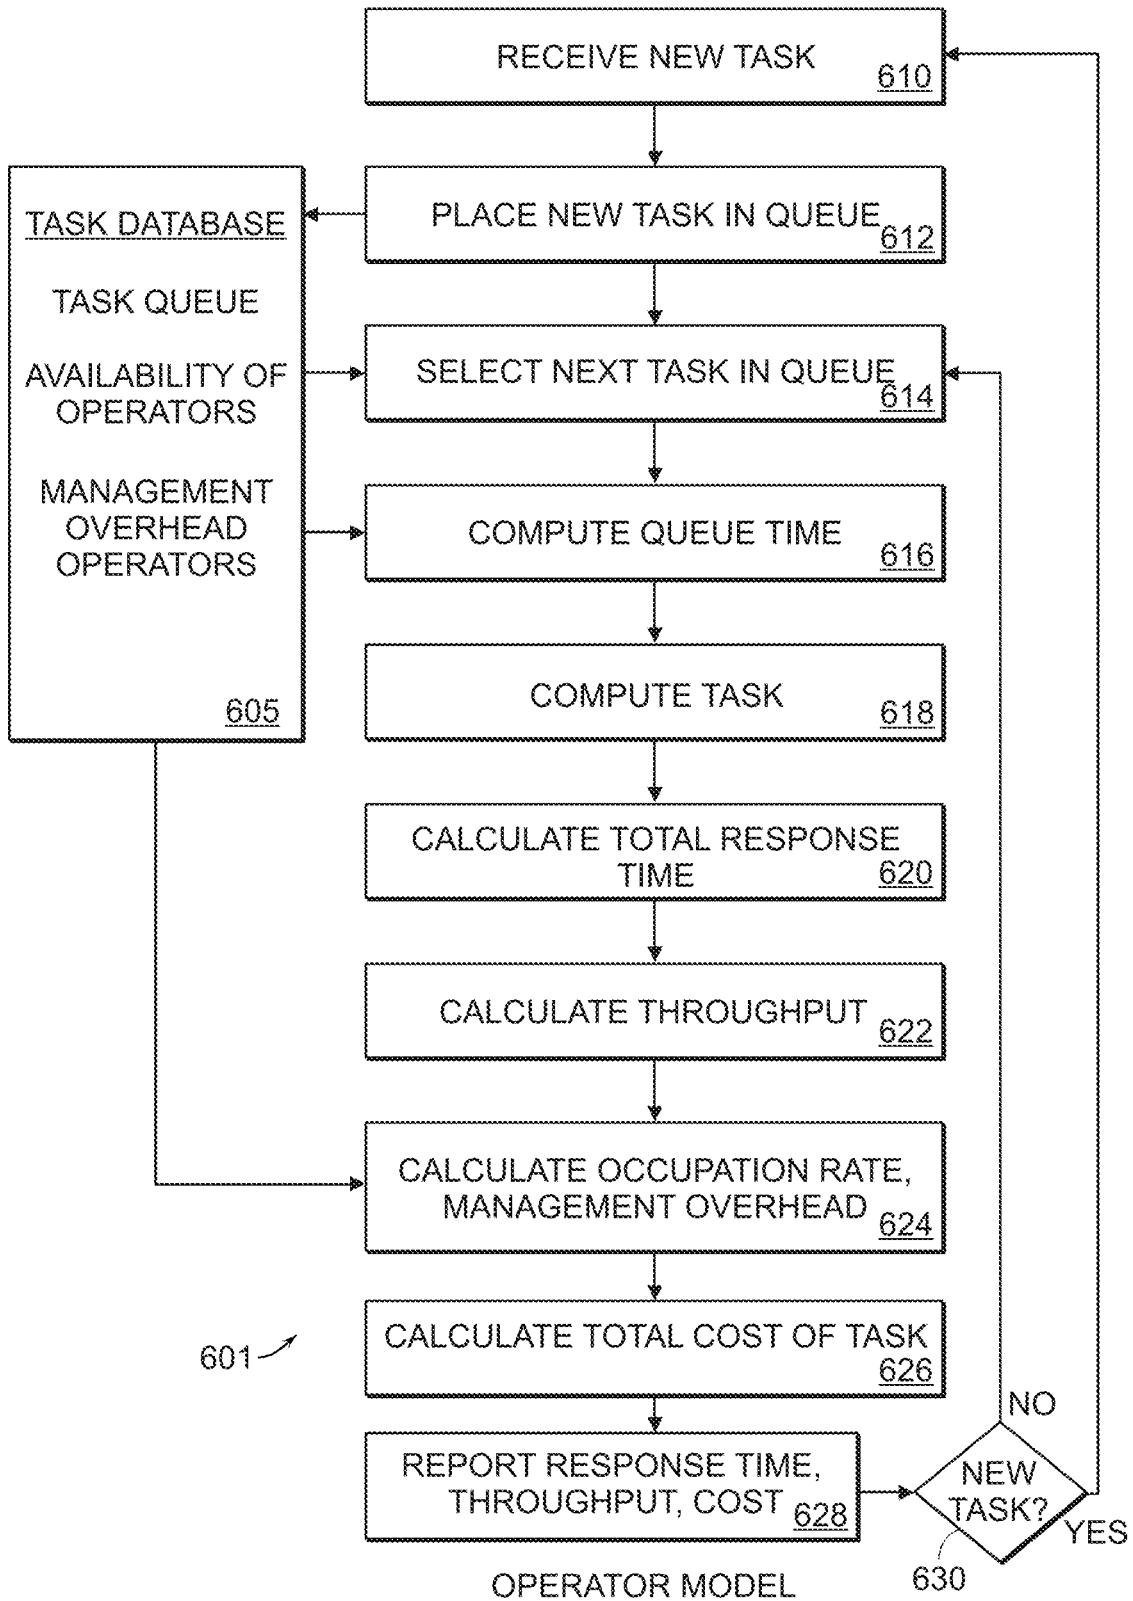 RECEIVE NEW TASK
610
PLACE NEW TASK IN QUEUE
612
TASK DATABASE
TASK QUEUE
AVAILABILITY OF
OPERATORS
MANAGEMENT
OVERHEAD
OPERATORS
605
SELECT NEXT TASK IN QUEUE
614
COMPUTE QUEUE TIME
616
COMPUTE TASK
618
CALCULATE TOTAL RESPONSE
TIME
620
CALCULATE THROUGHPUT
622
CALCULATE OCCUPATION RATE,
MANAGEMENT OVERHEAD
624
CALCULATE TOTAL COST OF TASK
626
601
REPORT RESPONSE TIME,
THROUGHPUT, COST
628
NO
NEW
TASK?
YES
630
OPERATOR MODEL